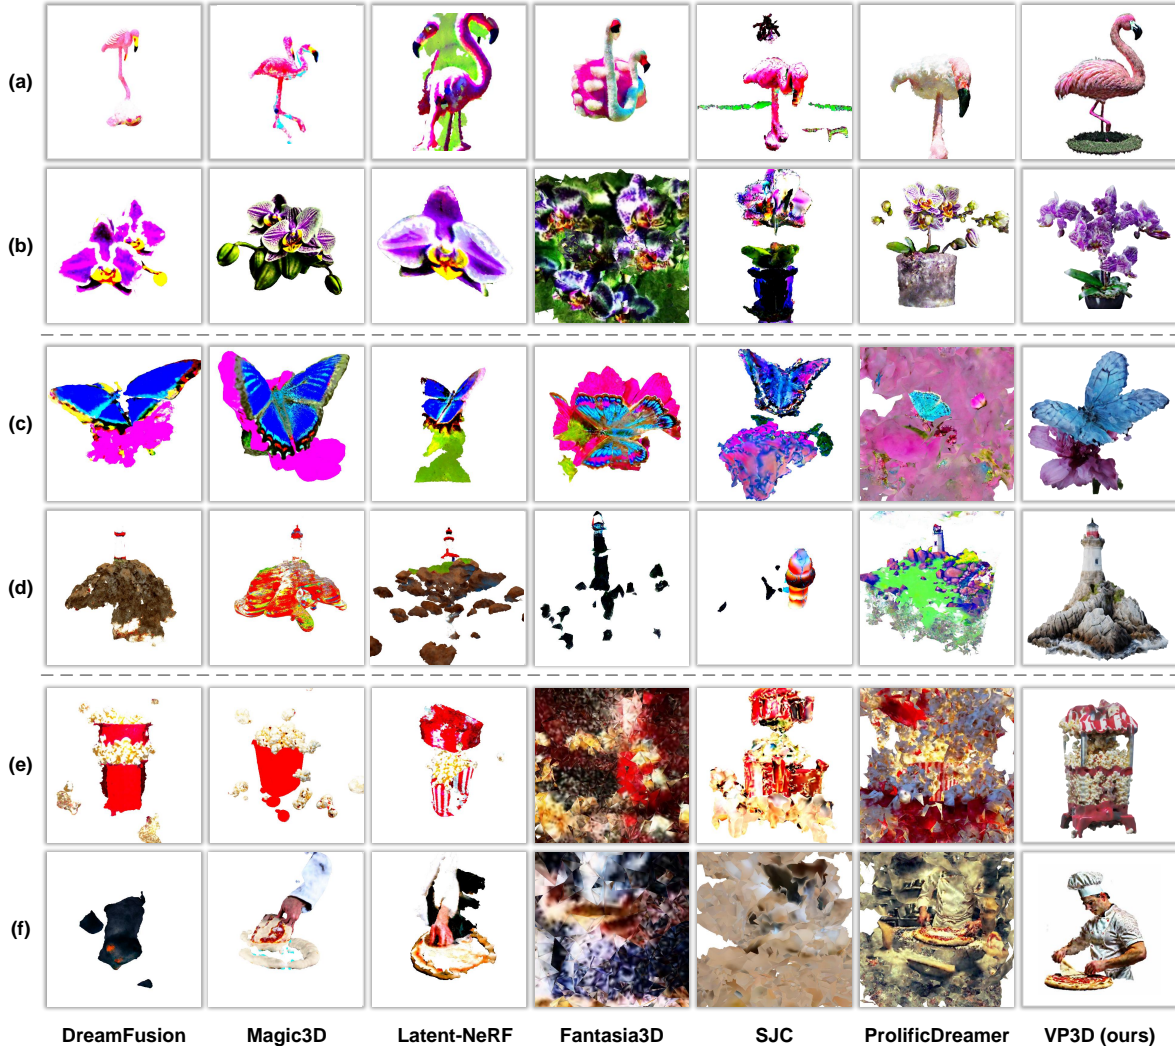 (a)
(b)
(c)
(d)
(e)
(f)
DreamFusion Magic3D Latent-NeRF Fantasia3D SJC ProlificDreamer VP3D (ours)